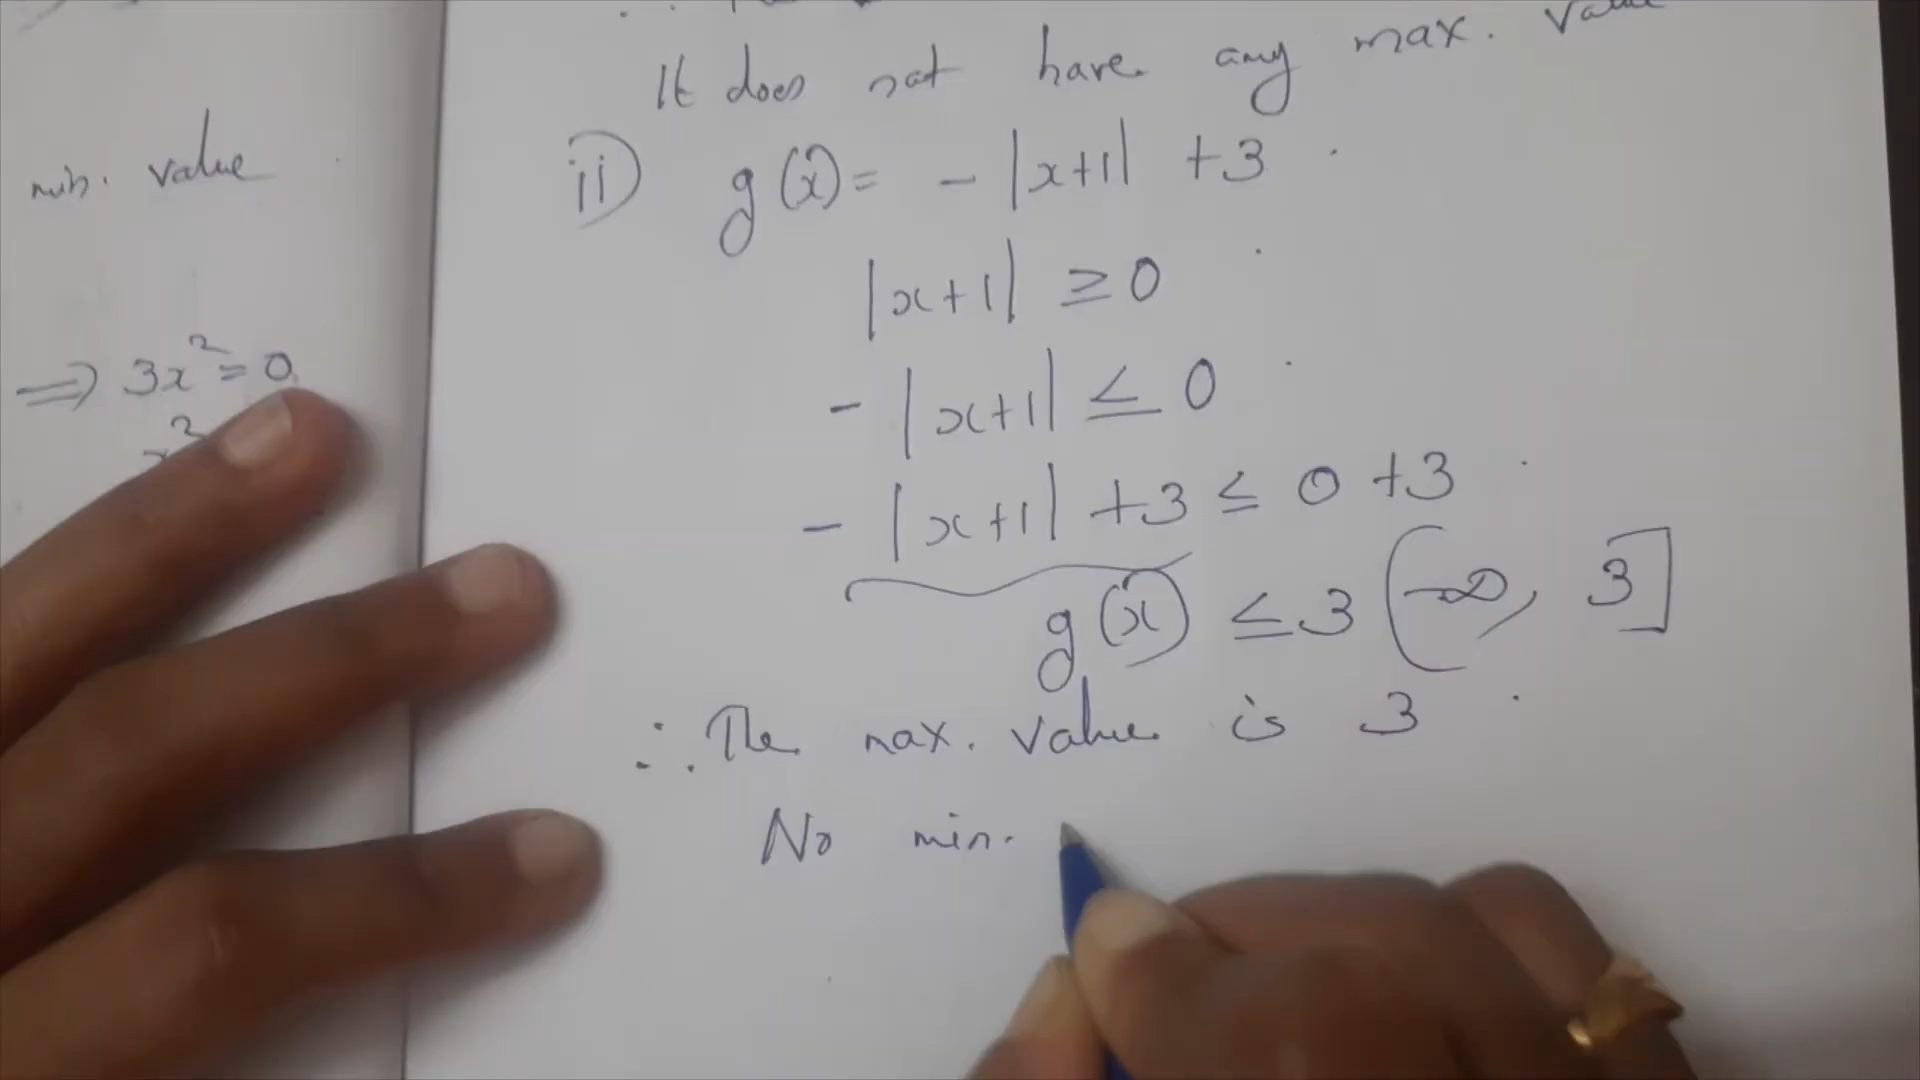 min. value
⇒ 3x² = 0
x²
It does not have any max. value
ii) g(x) = - |x+1| +3
|x+1| ≥ 0
- |x+1| ≤ 0
- |x+1| +3 ≤ 0 +3
g(x) ≤ 3 (-∞, 3]
∴ The max. value is 3
No min.